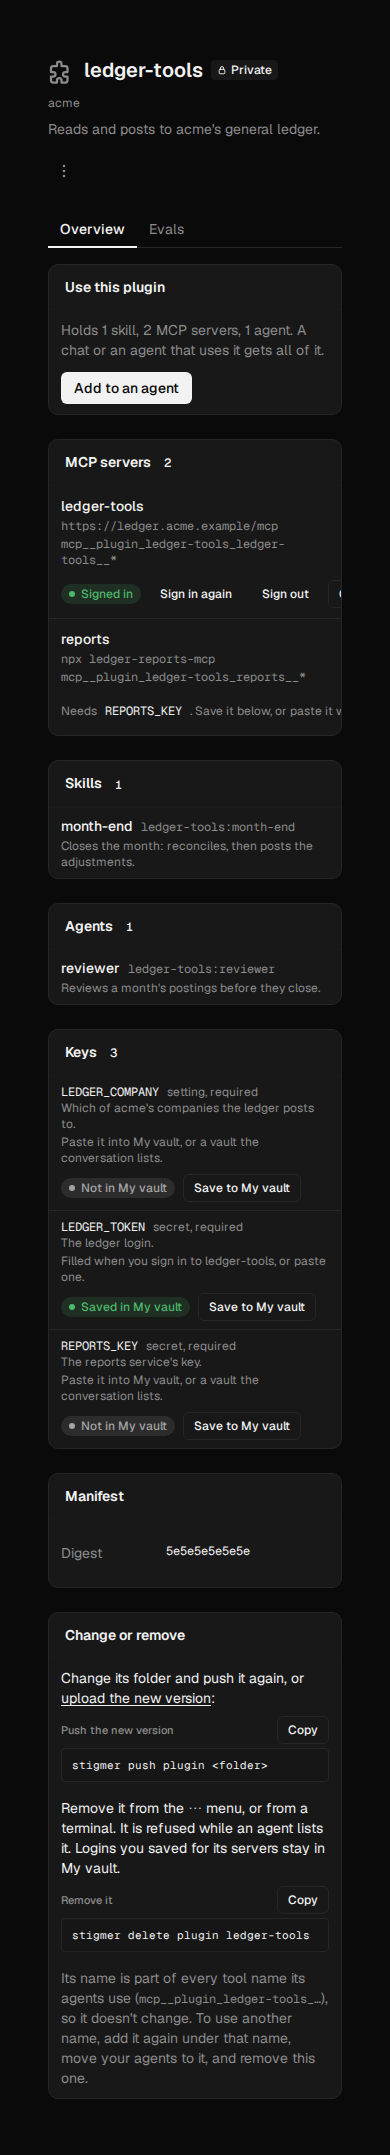 ledger-tools Private
acme
Reads and posts to acme's general ledger.
Overview Evals
Use this plugin
Holds 1 skill, 2 MCP servers, 1 agent. A
chat or an agent that uses it gets all of it.
Add to an agent
MCP servers 2
ledger-tools
https://ledger.acme.example/mcp
mcp__plugin_ledger-tools_ledger-
tools__*
Signed in Sign in again Sign out
reports
npx ledger-reports-mcp
mcp__plugin_ledger-tools_reports__*
Needs REPORTS_KEY . Save it below, or paste it
Skills 1
month-end ledger-tools:month-end
Closes the month: reconciles, then posts the
adjustments.
Agents 1
reviewer ledger-tools:reviewer
Reviews a month's postings before they close.
Keys 3
LEDGER_COMPANY setting, required
Which of acme's companies the ledger posts
to.
Paste it into My vault, or a vault the
conversation lists.
Not in My vault Save to My vault
LEDGER_TOKEN secret, required
The ledger login.
Filled when you sign in to ledger-tools, or paste
one.
Saved in My vault Save to My vault
REPORTS_KEY secret, required
The reports service's key.
Paste it into My vault, or a vault the
conversation lists.
Not in My vault Save to My vault
Manifest
Digest 5e5e5e5e5e5e
Change or remove
Change its folder and push it again, or
upload the new version:
Push the new version Copy
stigmer push plugin <folder>
Remove it from the ··· menu, or from a
terminal. It is refused while an agent lists
it. Logins you saved for its servers stay in
My vault.
Remove it Copy
stigmer delete plugin ledger-tools
Its name is part of every tool name its
agents use (mcp__plugin_ledger-tools_…),
so it doesn't change. To use another
name, add it again under that name,
move your agents to it, and remove this
one.